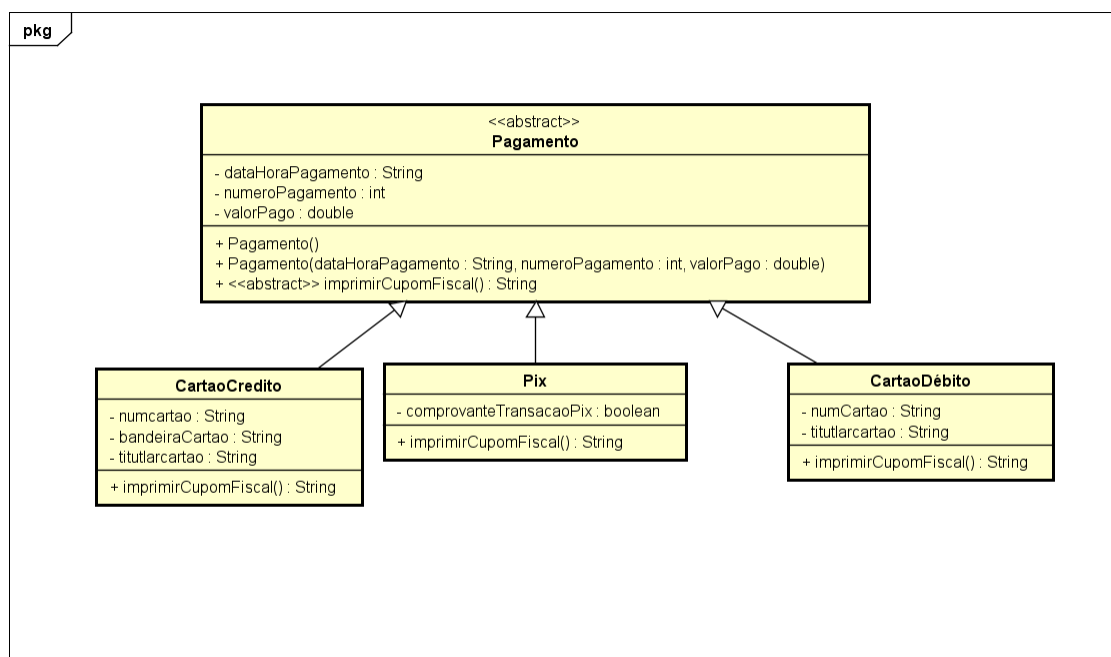 pkg
<<abstract>>
Pagamento
- dataHoraPagamento : String
- numeroPagamento : int
- valorPago : double
+ Pagamento()
+ Pagamento(dataHoraPagamento : String, numeroPagamento : int, valorPago : double)
+ <<abstract>> imprimirCupomFiscal() : String
CartaoCredito
- numcartao : String
- bandeiraCartao : String
- titutlarcartao : String
+ imprimirCupomFiscal() : String
Pix
- comprovanteTransacaoPix : boolean
+ imprimirCupomFiscal() : String
CartaoDébito
- numCartao : String
- titutlarcartao : String
+ imprimirCupomFiscal() : String